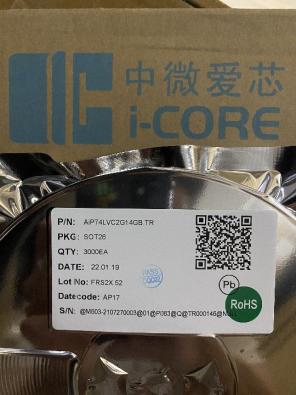 中微爱芯
i-CORE
P/N: AiP74LVC2G14GB.TR
PKG: SOT26
QTY: 3000EA
DATE: 22.01.19
Lot No: FRS2X.52
Datecode: AP17
Pb
RoHS